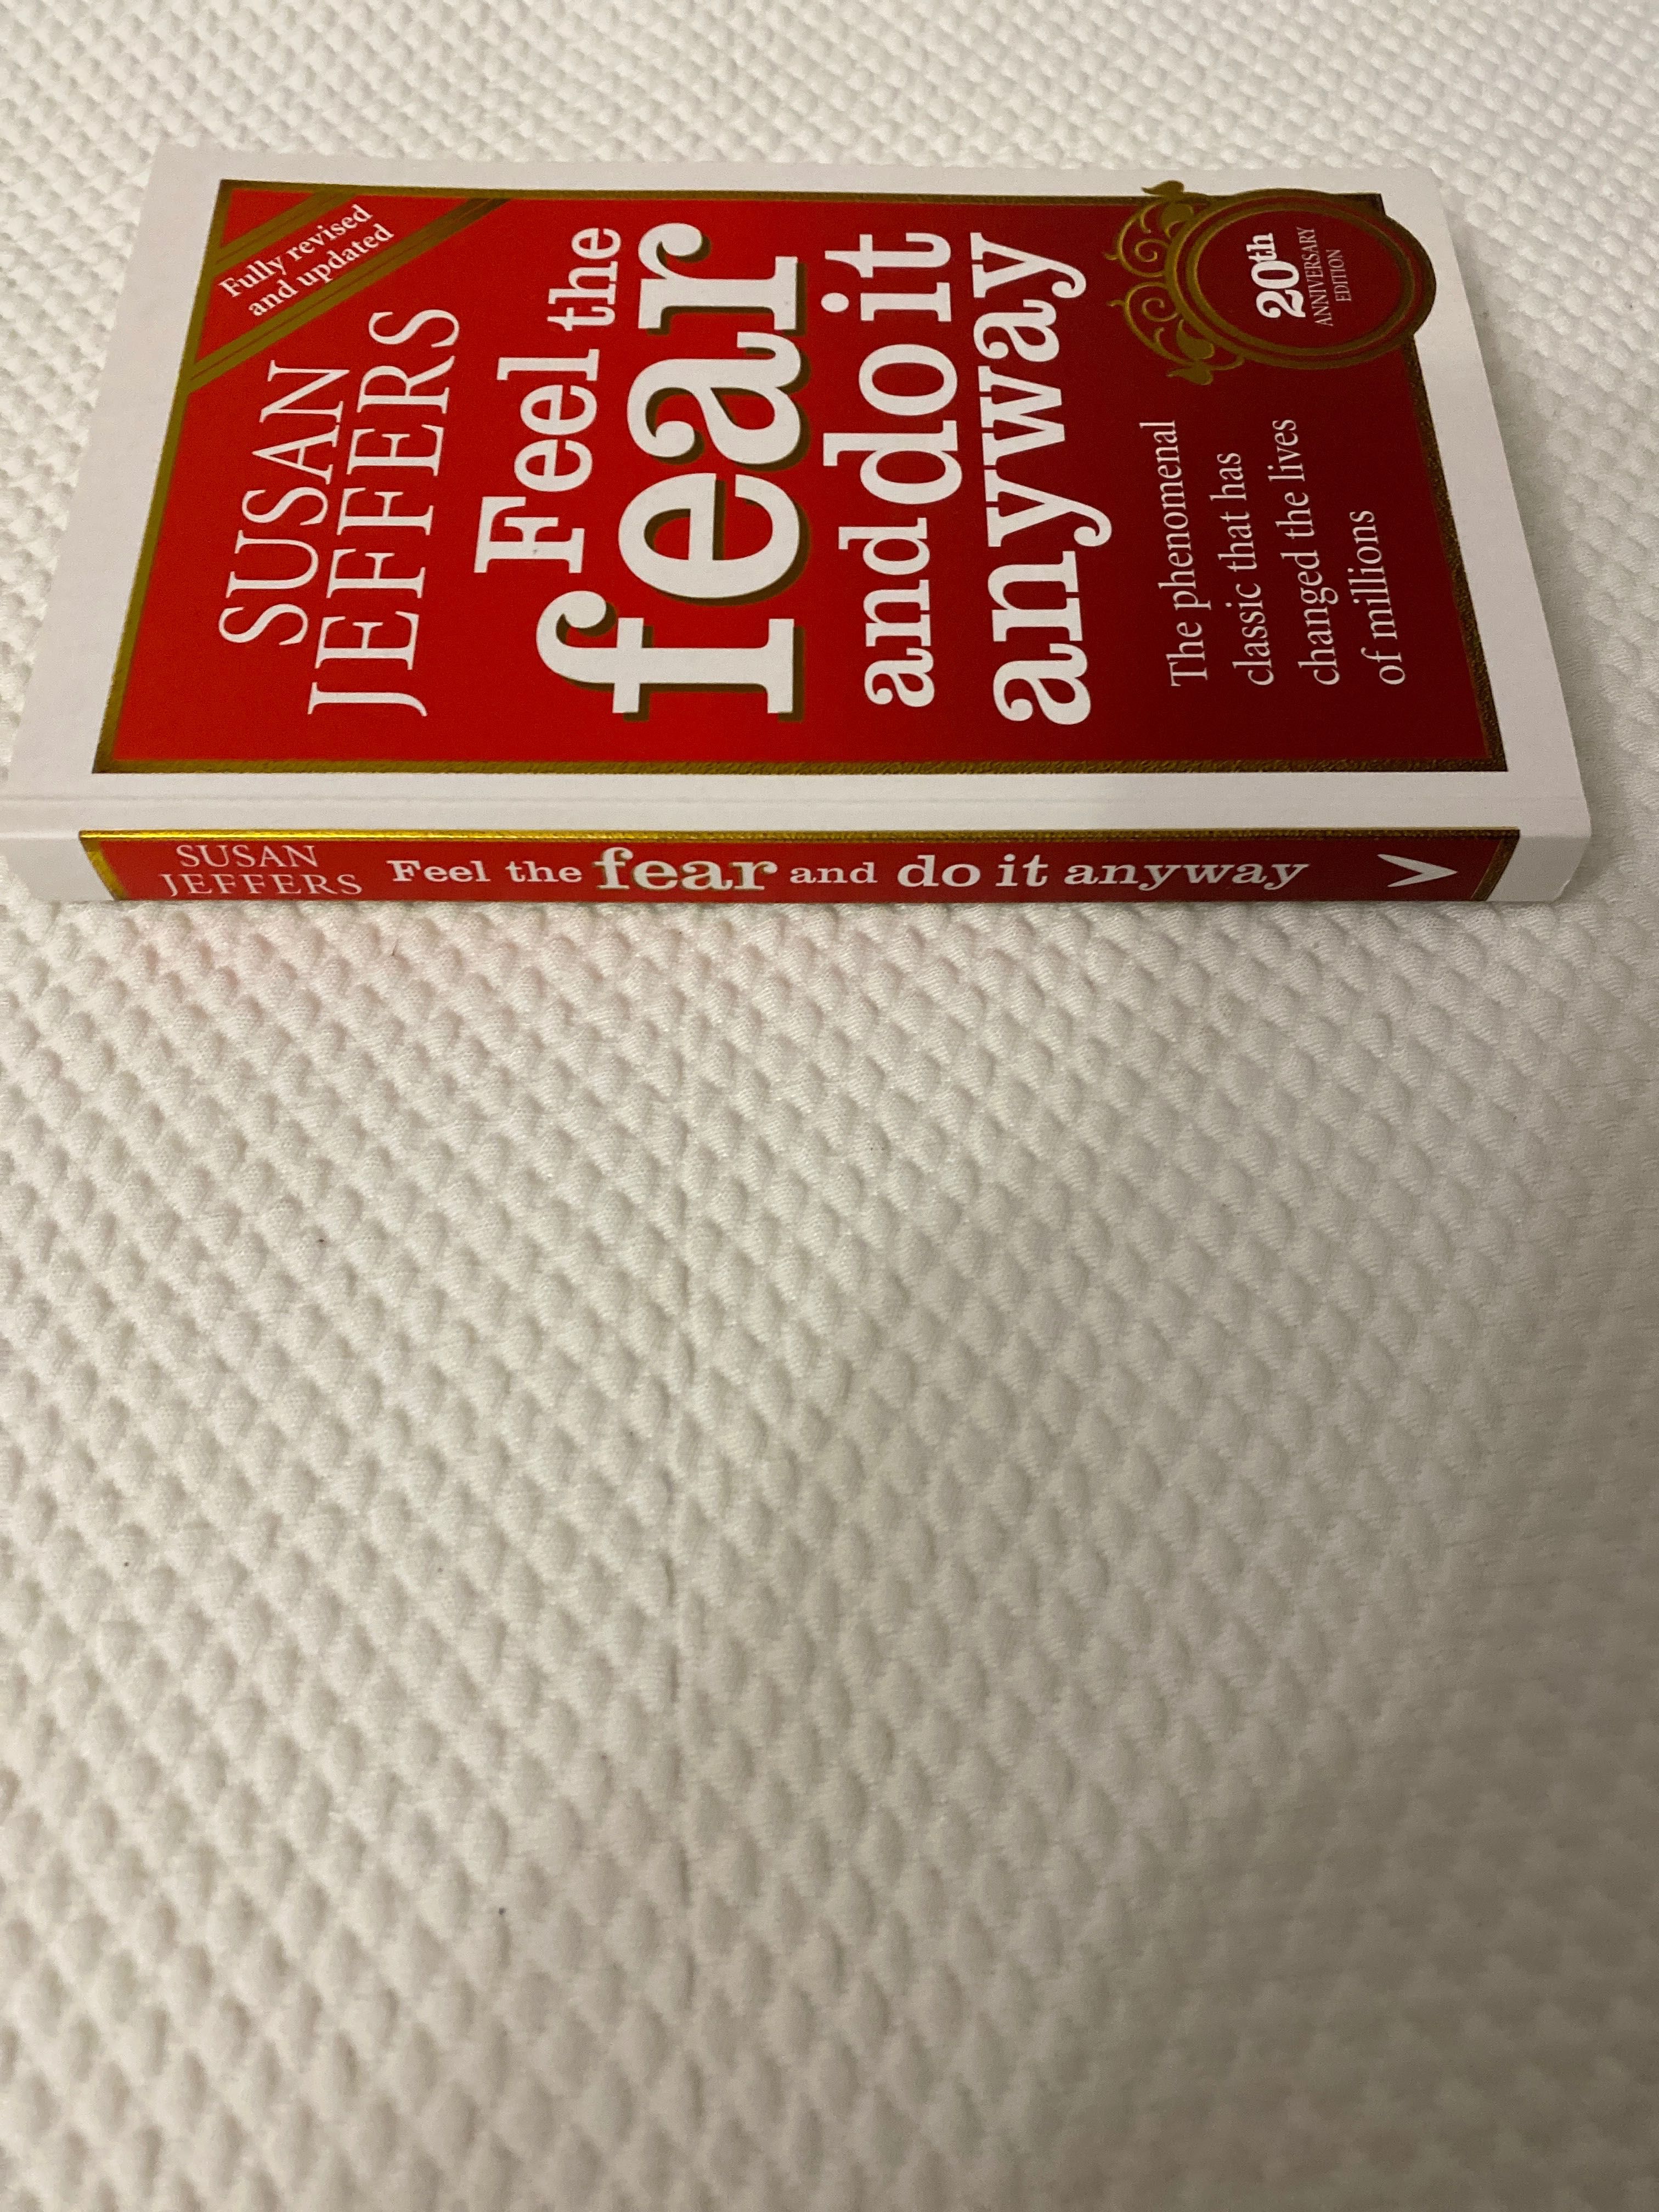 Fully revised
and updated
SUSAN
JEFFERS
Feel the
fear
and do it
anyway
The phenomenal
classic that has
changed the lives
of millions
20th
ANNIVERSARY
EDITION
SUSAN
JEFFERS
Feel the fear and do it anyway